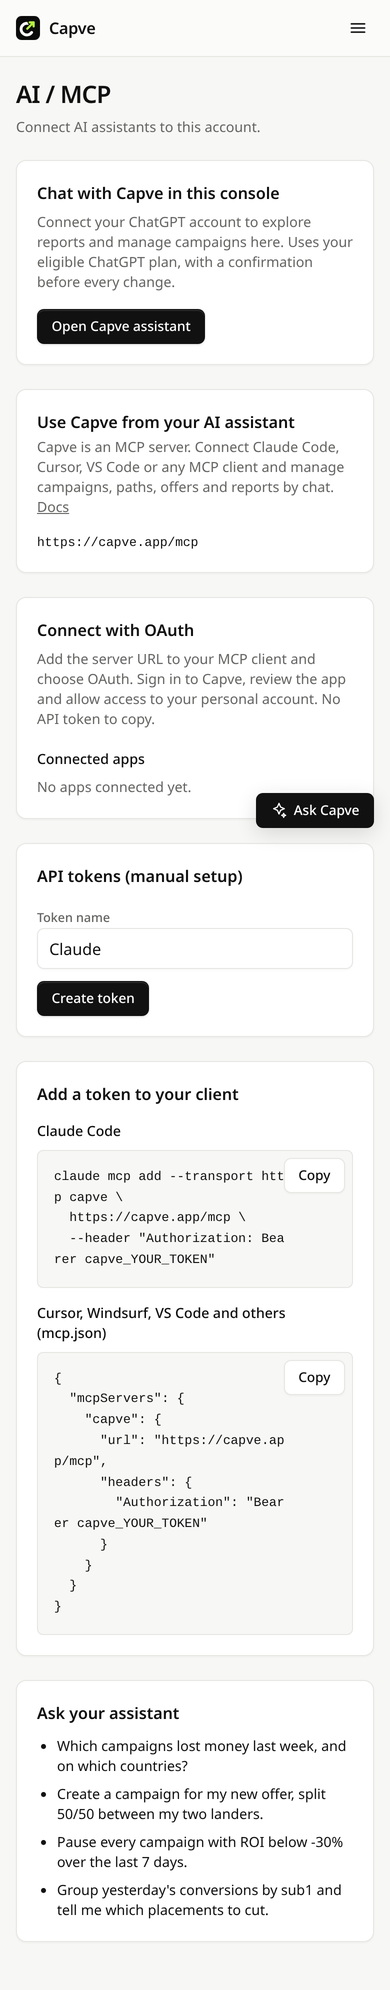 Capve
AI / MCP
Connect AI assistants to this account.
Chat with Capve in this console
Connect your ChatGPT account to explore
reports and manage campaigns here. Uses your
eligible ChatGPT plan, with a confirmation
before every change.
Open Capve assistant
Use Capve from your AI assistant
Capve is an MCP server. Connect Claude Code,
Cursor, VS Code or any MCP client and manage
campaigns, paths, offers and reports by chat.
Docs
https://capve.app/mcp
Connect with OAuth
Add the server URL to your MCP client and
choose OAuth. Sign in to Capve, review the app
and allow access to your personal account. No
API token to copy.
Connected apps
No apps connected yet.
Ask Capve
API tokens (manual setup)
Token name
Claude
Create token
Add a token to your client
Claude Code
Copy
claude mcp add --transport htt
p capve \
  https://capve.app/mcp \
  --header "Authorization: Bea
rer capve_YOUR_TOKEN"
Cursor, Windsurf, VS Code and others
(mcp.json)
Copy
{
  "mcpServers": {
    "capve": {
      "url": "https://capve.ap
p/mcp",
      "headers": {
        "Authorization": "Bear
er capve_YOUR_TOKEN"
      }
    }
  }
}
Ask your assistant
• Which campaigns lost money last week, and
on which countries?
• Create a campaign for my new offer, split
50/50 between my two landers.
• Pause every campaign with ROI below -30%
over the last 7 days.
• Group yesterday's conversions by sub1 and
tell me which placements to cut.